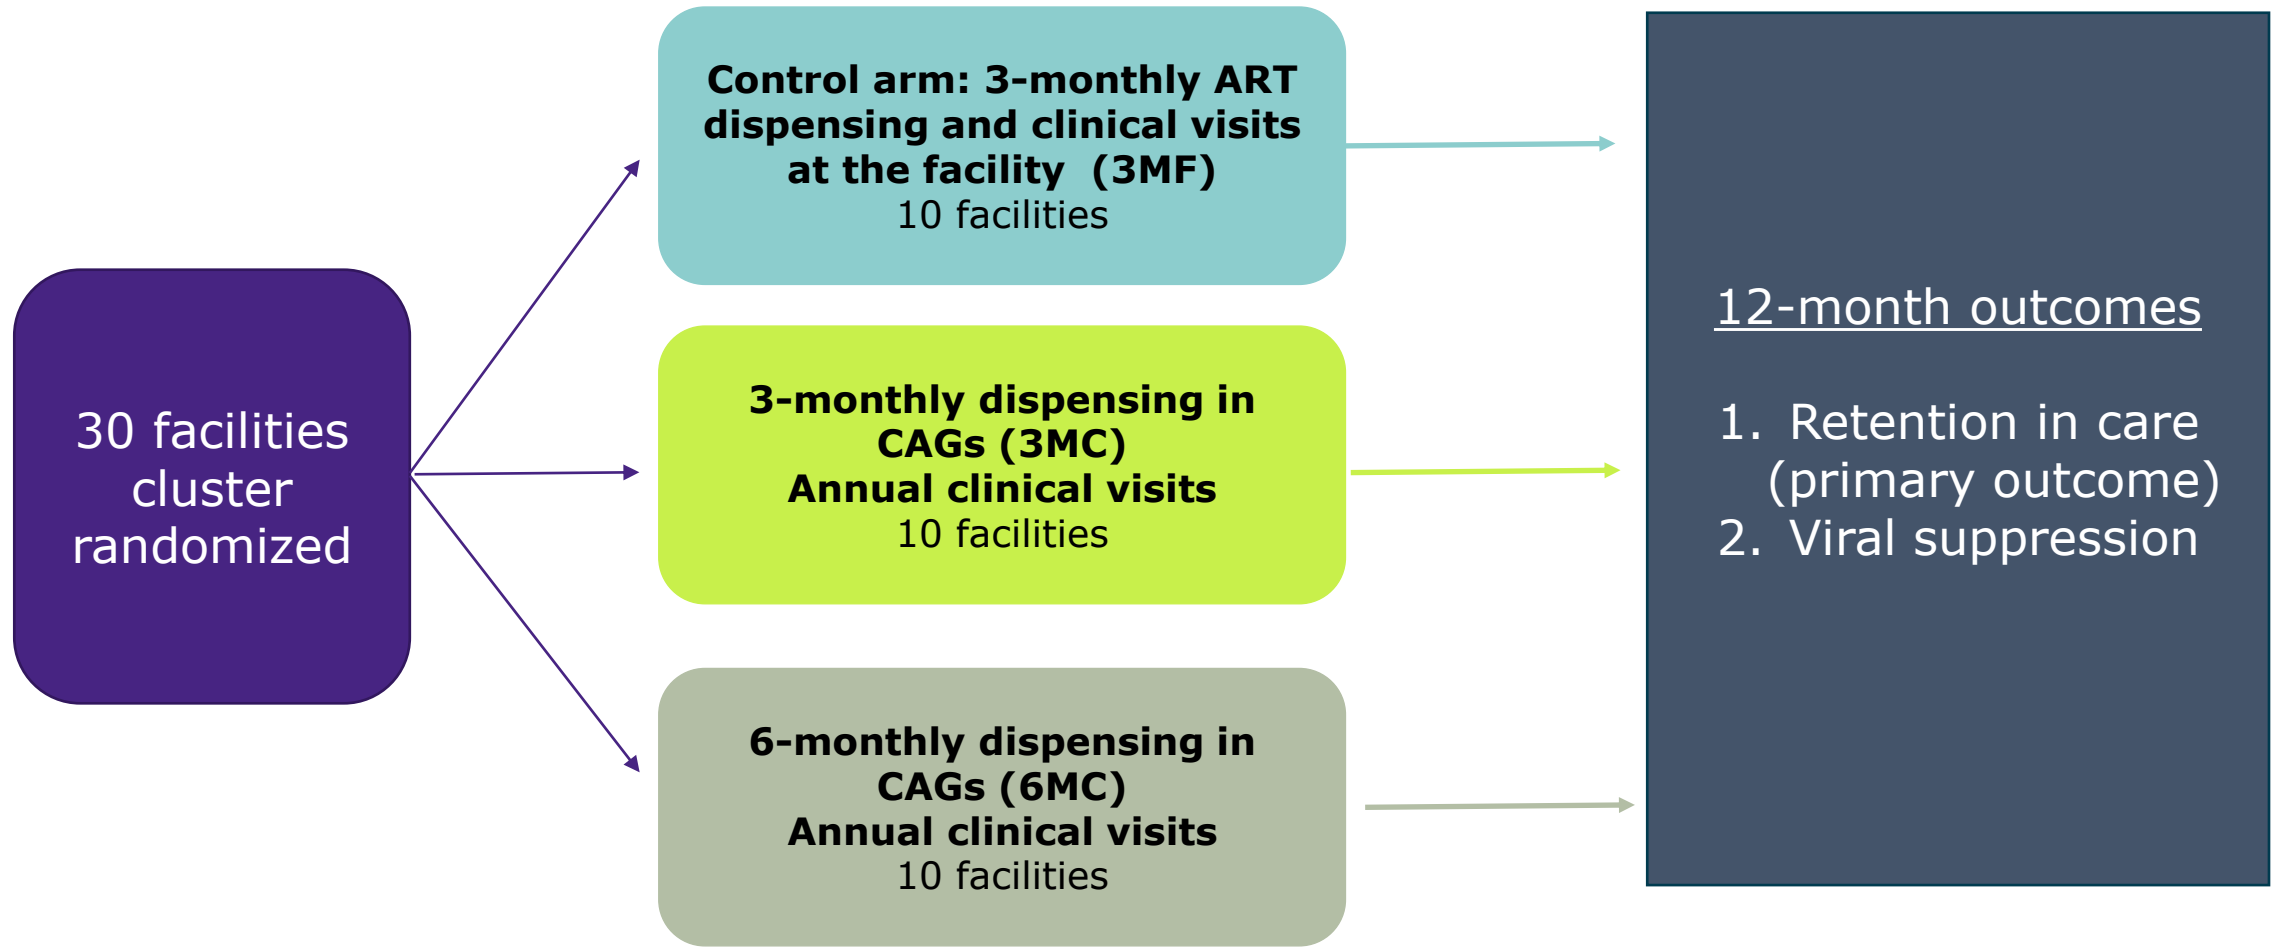 30 facilities
cluster
randomized
Control arm: 3-monthly ART
dispensing and clinical visits
at the facility  (3MF)
10 facilities
3-monthly dispensing in
CAGs (3MC)
Annual clinical visits
10 facilities
6-monthly dispensing in
CAGs (6MC)
Annual clinical visits
10 facilities
12-month outcomes
1. Retention in care
(primary outcome)
2. Viral suppression